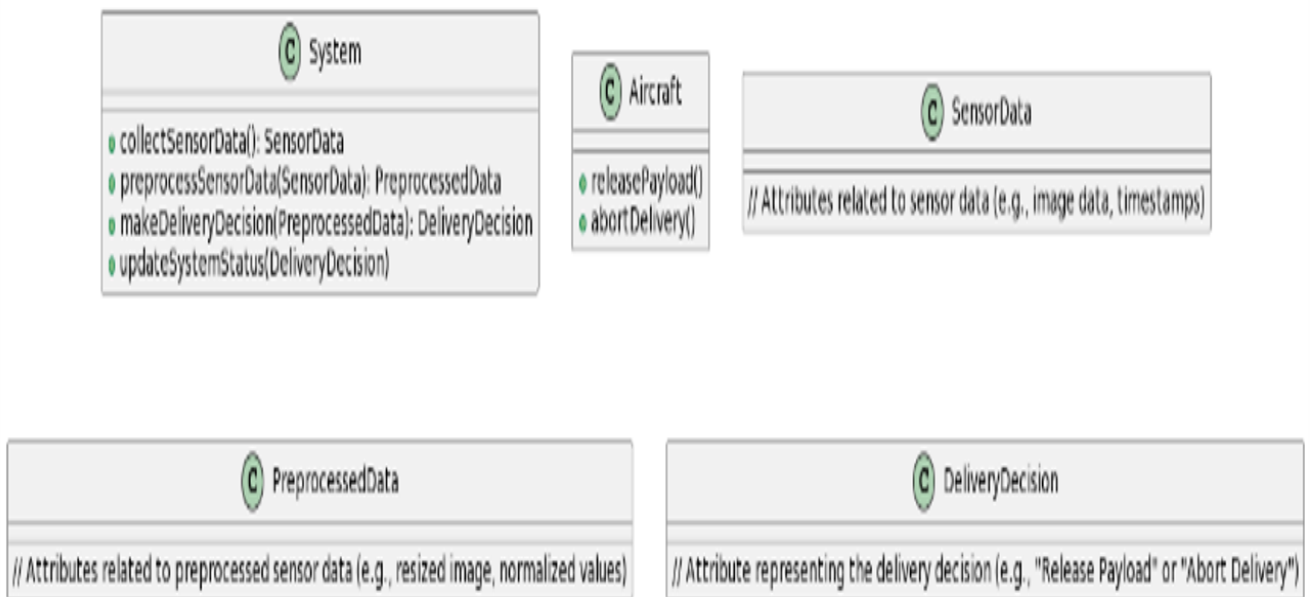 C System
collectSensorData(): SensorData
preprocessSensorData(SensorData): PreprocessedData
makeDeliveryDecision(PreprocessedData): DeliveryDecision
updateSystemStatus(DeliveryDecision)
C Aircraft
releasePayload()
abortDelivery()
C SensorData
// Attributes related to sensor data (e.g., image data, timestamps)
C PreprocessedData
// Attributes related to preprocessed sensor data (e.g., resized image, normalized values)
C DeliveryDecision
// Attribute representing the delivery decision (e.g., "Release Payload" or "Abort Delivery")